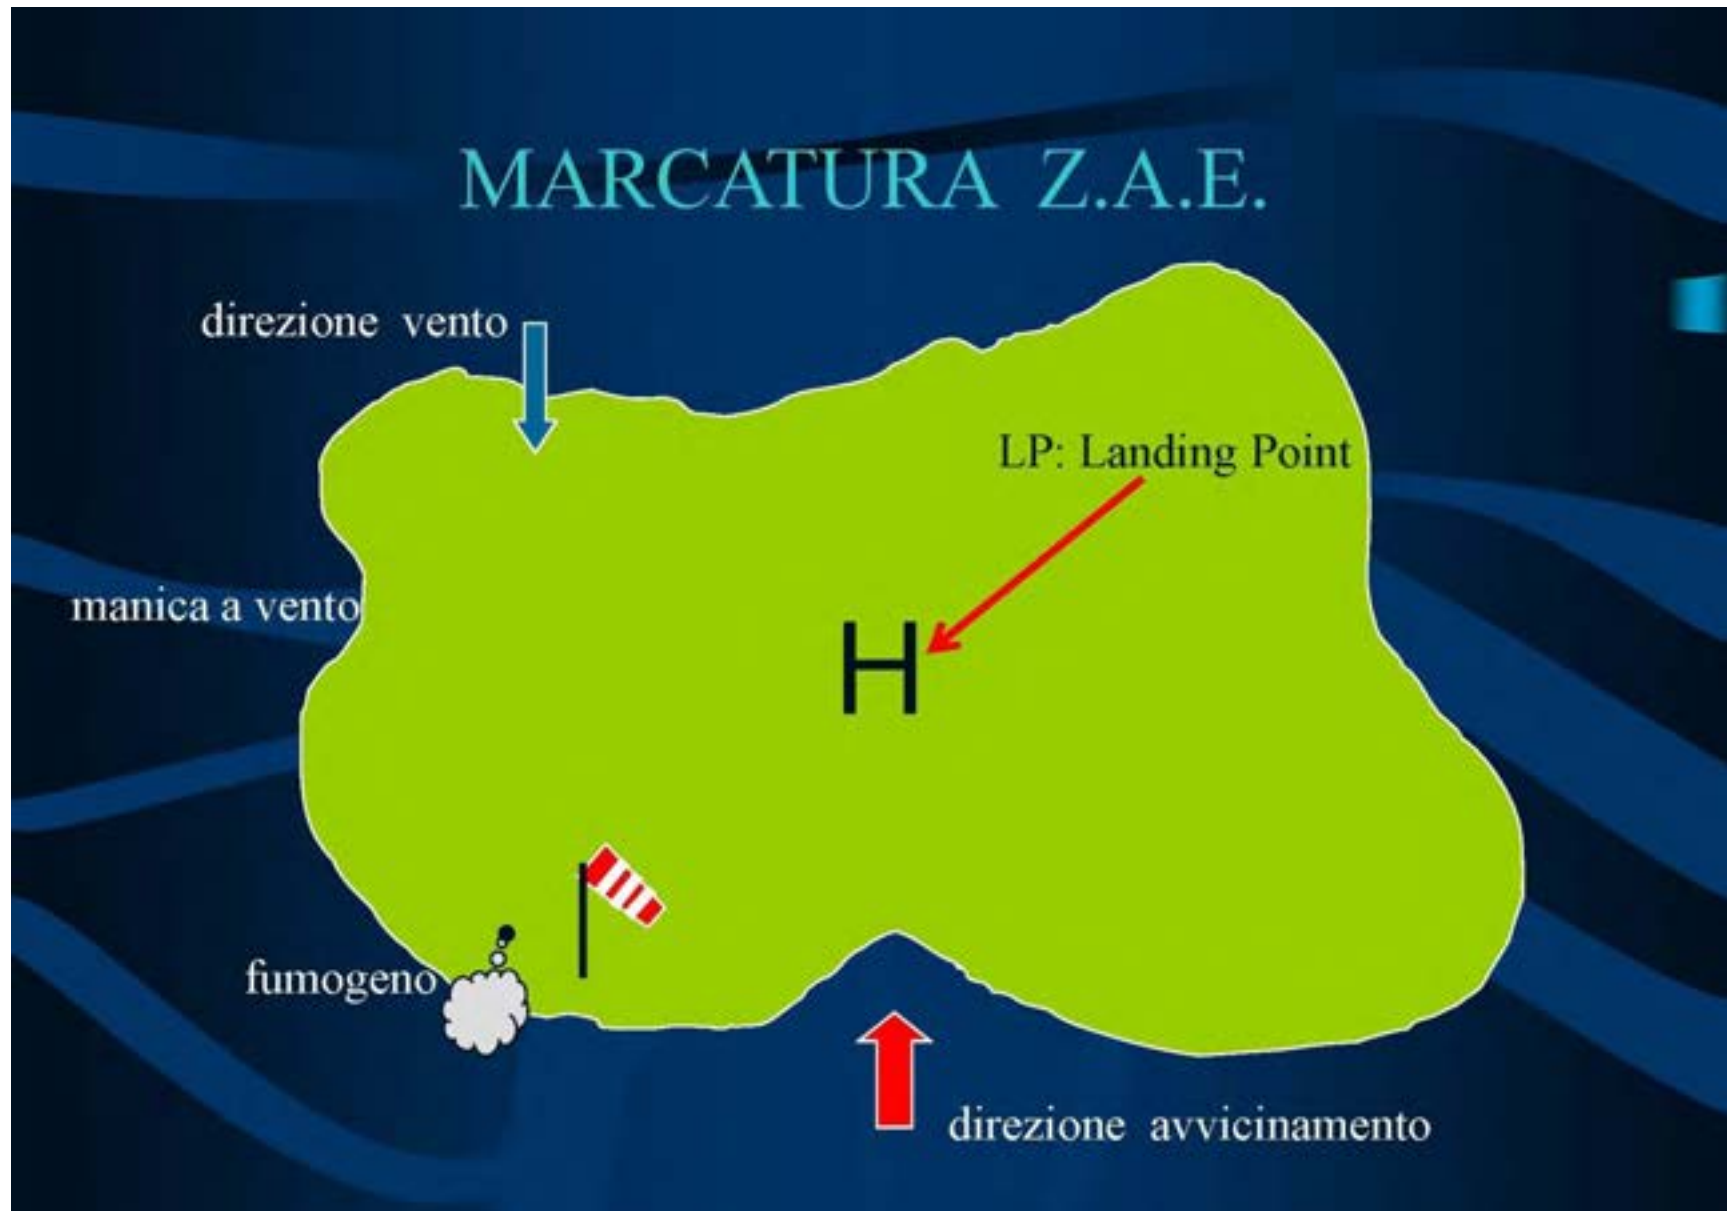 MARCATURA Z.A.E.
direzione vento
LP: Landing Point
manica a vento
H
fumogeno
direzione avvicinamento